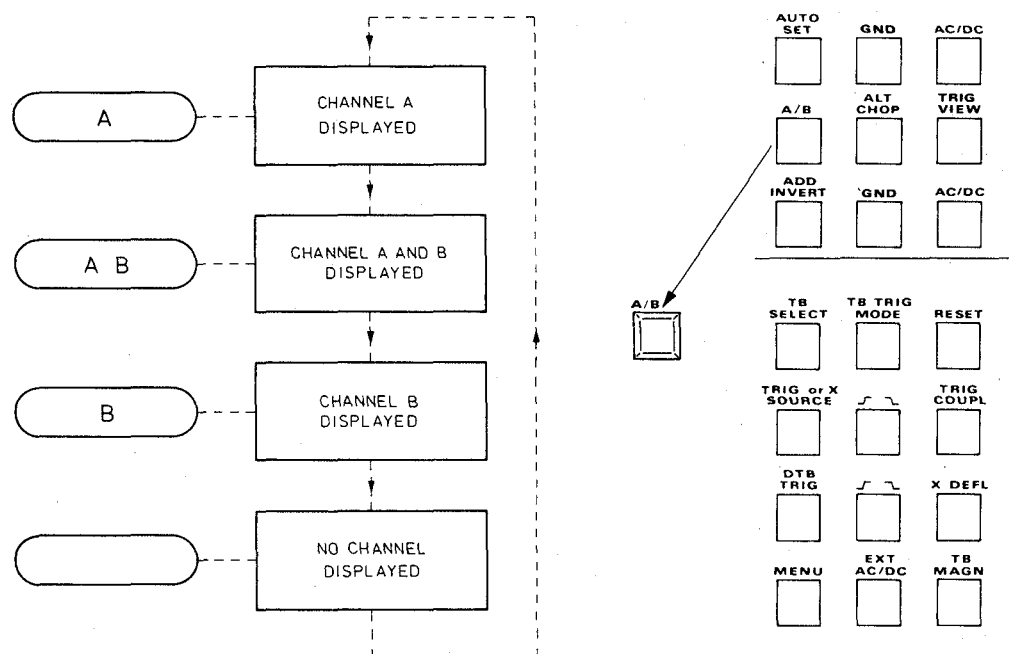 A
CHANNEL A
DISPLAYED
A B
CHANNEL A AND B
DISPLAYED
B
CHANNEL B
DISPLAYED
NO CHANNEL
DISPLAYED
A/B
AUTO
SET
GND
AC/DC
A/B
ALT
CHOP
TRIG
VIEW
ADD
INVERT
GND
AC/DC
TB
SELECT
TB TRIG
MODE
RESET
TRIG or X
SOURCE
TRIG
COUPL
DTB
TRIG
X DEFL
MENU
EXT
AC/DC
TB
MAGN